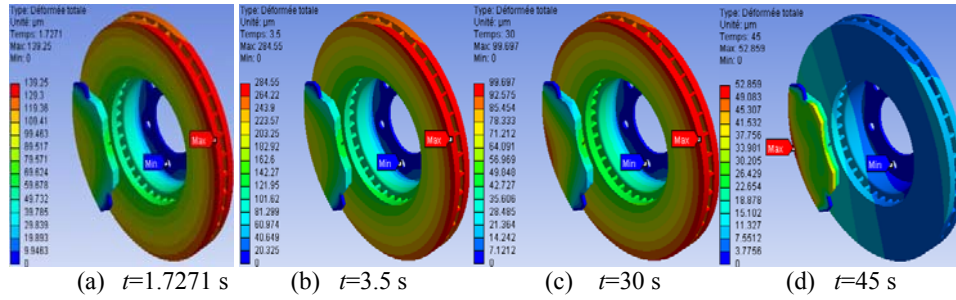 Type: Déformée totale
Unité: µm
Temps: 1.7271
Max: 139.25
Min: 0
139.25
129.3
119.36
109.41
99.463
89.517
79.571
69.624
59.678
49.732
39.785
29.839
19.893
9.9463
0
Max
Min
Type: Déformée totale
Unité: µm
Temps: 3.5
Max: 284.55
Min: 0
284.55
264.22
243.9
223.57
203.25
182.92
162.6
142.27
121.95
101.62
81.299
60.974
40.649
20.325
0
Max
Min
Type: Déformée totale
Unité: µm
Temps: 30
Max: 99.697
Min: 0
99.697
92.575
85.454
78.333
71.212
64.091
56.969
49.848
42.727
35.606
28.485
21.364
14.242
7.1212
0
Max
Min
Type: Déformée totale
Unité: µm
Temps: 45
Max: 52.859
Min: 0
52.859
49.083
45.307
41.532
37.756
33.981
30.205
26.429
22.654
18.878
15.102
11.327
7.5512
3.7756
0
Max
Min
(a) t=1.7271 s
(b) t=3.5 s
(c) t=30 s
(d) t=45 s